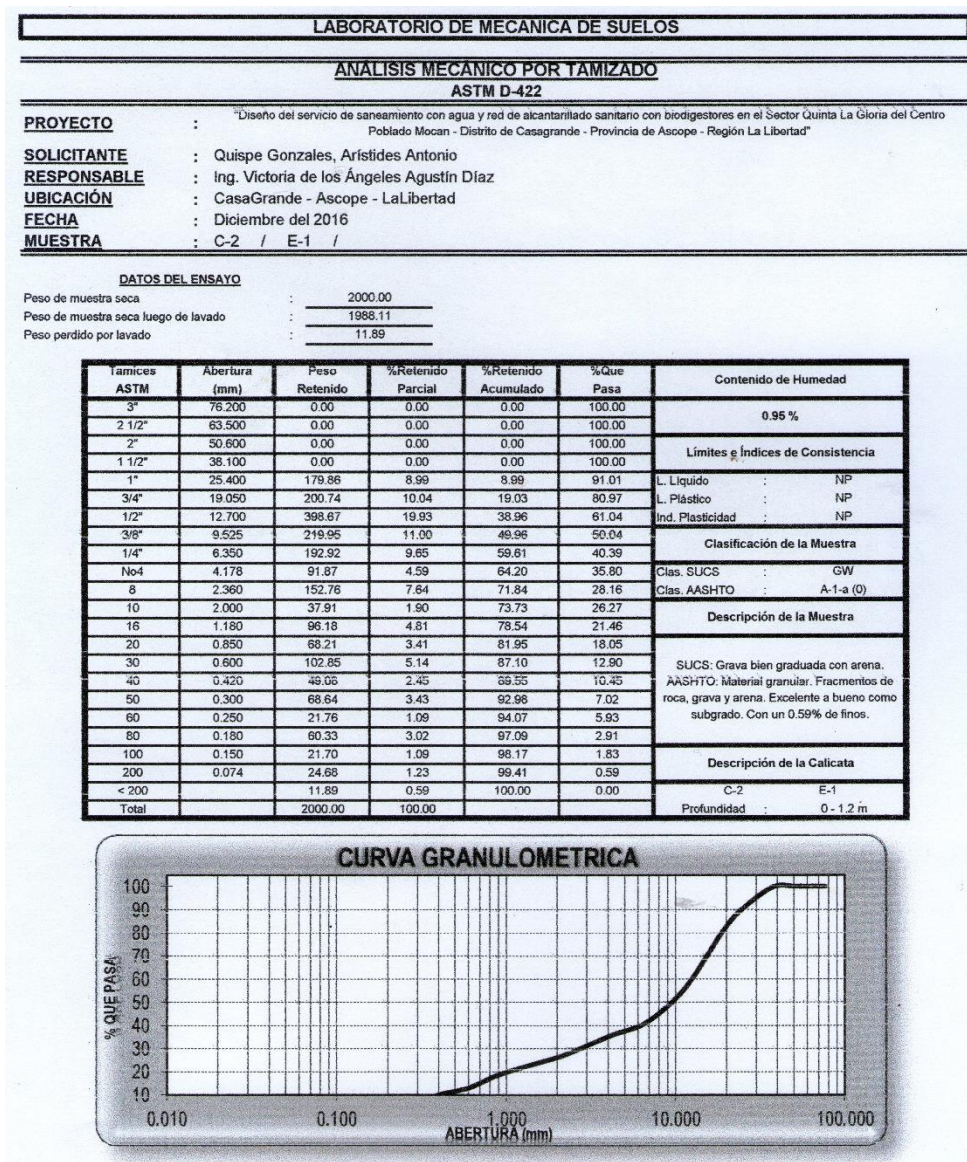 LABORATORIO DE MECANICA DE SUELOS
ANÁLISIS MECÁNICO POR TAMIZADO
ASTM D-422
PROYECTO : "Diseño del servicio de saneamiento con agua y red de alcantarillado sanitario con biodigestores en el Sector Quinta La Gloria del Centro
Poblado Mocan - Distrito de Casagrande - Provincia de Ascope - Región La Libertad"
SOLICITANTE : Quispe Gonzales, Arístides Antonio
RESPONSABLE : Ing. Victoria de los Ángeles Agustín Díaz
UBICACIÓN : CasaGrande - Ascope - LaLibertad
FECHA : Diciembre del 2016
MUESTRA : C-2 / E-1 /
DATOS DEL ENSAYO
Peso de muestra seca : 2000.00
Peso de muestra seca luego de lavado : 1988.11
Peso perdido por lavado : 11.89
Tamices Abertura Peso %Retenido %Retenido %Que
ASTM (mm) Retenido Parcial Acumulado Pasa
3" 76.200 0.00 0.00 0.00 100.00
2 1/2" 63.500 0.00 0.00 0.00 100.00
2" 50.600 0.00 0.00 0.00 100.00
1 1/2" 38.100 0.00 0.00 0.00 100.00
1" 25.400 179.86 8.99 8.99 91.01
3/4" 19.050 200.74 10.04 19.03 80.97
1/2" 12.700 398.67 19.93 38.96 61.04
3/8" 9.525 219.95 11.00 49.96 50.04
1/4" 6.350 192.92 9.65 59.61 40.39
No4 4.178 91.87 4.59 64.20 35.80
8 2.360 152.76 7.64 71.84 28.16
10 2.000 37.91 1.90 73.73 26.27
16 1.180 96.18 4.81 78.54 21.46
20 0.850 68.21 3.41 81.95 18.05
30 0.600 102.85 5.14 87.10 12.90
40 0.420 49.06 2.45 89.55 10.45
50 0.300 68.64 3.43 92.98 7.02
60 0.250 21.76 1.09 94.07 5.93
80 0.180 60.33 3.02 97.09 2.91
100 0.150 21.70 1.09 98.17 1.83
200 0.074 24.68 1.23 99.41 0.59
< 200 11.89 0.59 100.00 0.00
Total 2000.00 100.00
Contenido de Humedad
0.95 %
Límites e Índices de Consistencia
L. Líquido : NP
L. Plástico : NP
Ind. Plasticidad : NP
Clasificación de la Muestra
Clas. SUCS : GW
Clas. AASHTO : A-1-a (0)
Descripción de la Muestra
SUCS: Grava bien graduada con arena.
AASHTO: Material granular. Fracmentos de
roca, grava y arena. Excelente a bueno como
subgrado. Con un 0.59% de finos.
Descripción de la Calicata
C-2 E-1
Profundidad : 0 - 1.2 m
CURVA GRANULOMETRICA
% QUE PASA
100
90
80
70
60
50
40
30
20
10
0.010 0.100 1.000 10.000 100.000
ABERTURA (mm)